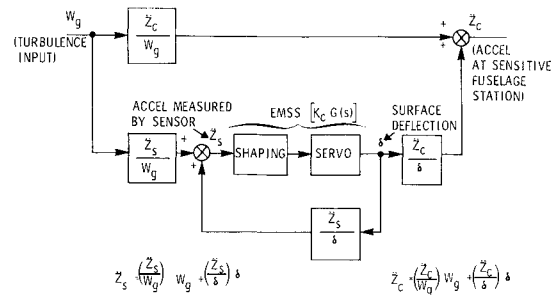 W_g
(TURBULENCE
INPUT)
Z̈_c
W_g
+
+
Z̈_c
(ACCEL
AT SENSITIVE
FUSELAGE
STATION)
ACCEL MEASURED
BY SENSOR
EMSS [K_c G(s)]
SURFACE
DEFLECTION
Z̈_s
W_g
+
+
Z̈_s
SHAPING
SERVO
δ
Z̈_c
δ
Z̈_s
δ
Z̈_s = (Z̈_s/W_g) W_g + (Z̈_s/δ) δ
Z̈_c = (Z̈_c/W_g) W_g + (Z̈_c/δ) δ